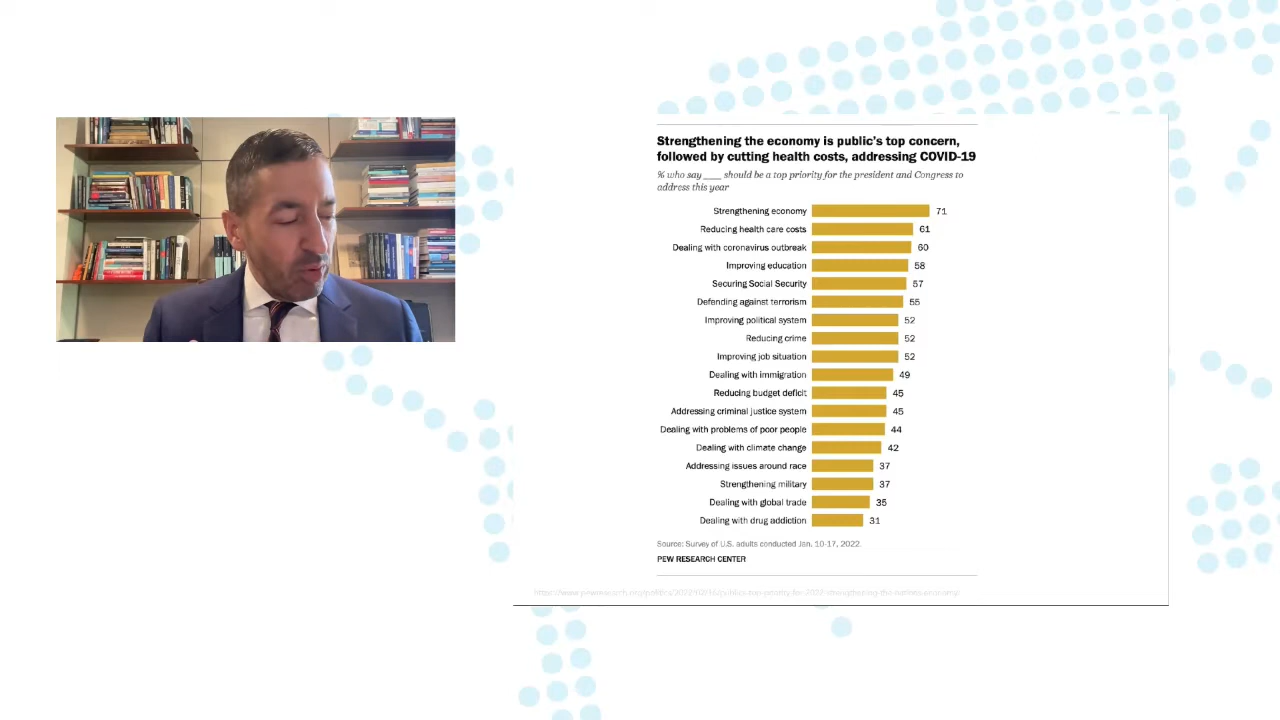 Strengthening the economy is public's top concern,
followed by cutting health costs, addressing COVID-19
% who say ___ should be a top priority for the president and Congress to
address this year
Strengthening economy 71
Reducing health care costs 61
Dealing with coronavirus outbreak 60
Improving education 58
Securing Social Security 57
Defending against terrorism 55
Improving political system 52
Reducing crime 52
Improving job situation 52
Dealing with immigration 49
Reducing budget deficit 45
Addressing criminal justice system 45
Dealing with problems of poor people 44
Dealing with climate change 42
Addressing issues around race 37
Strengthening military 37
Dealing with global trade 35
Dealing with drug addiction 31
Source: Survey of U.S. adults conducted Jan. 10-17, 2022.
PEW RESEARCH CENTER